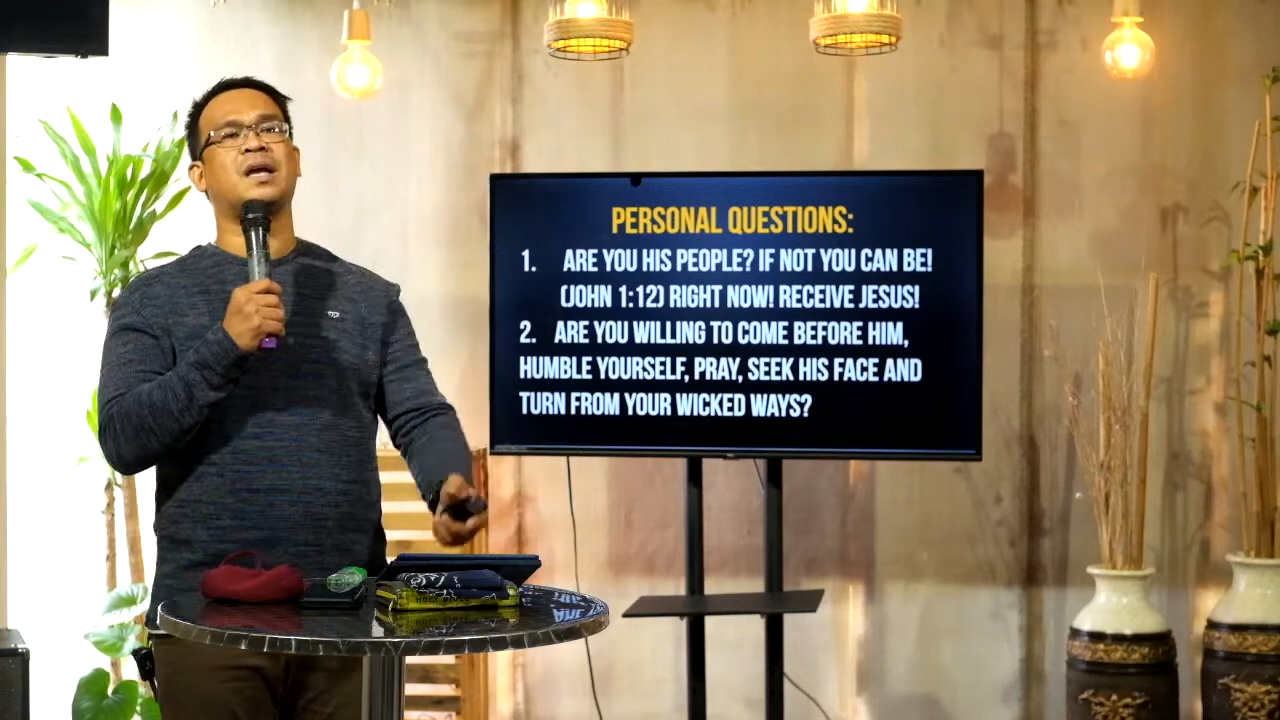 PERSONAL QUESTIONS:
1. ARE YOU HIS PEOPLE? IF NOT YOU CAN BE!
(JOHN 1:12) RIGHT NOW! RECEIVE JESUS!
2. ARE YOU WILLING TO COME BEFORE HIM,
HUMBLE YOURSELF, PRAY, SEEK HIS FACE AND
TURN FROM YOUR WICKED WAYS?